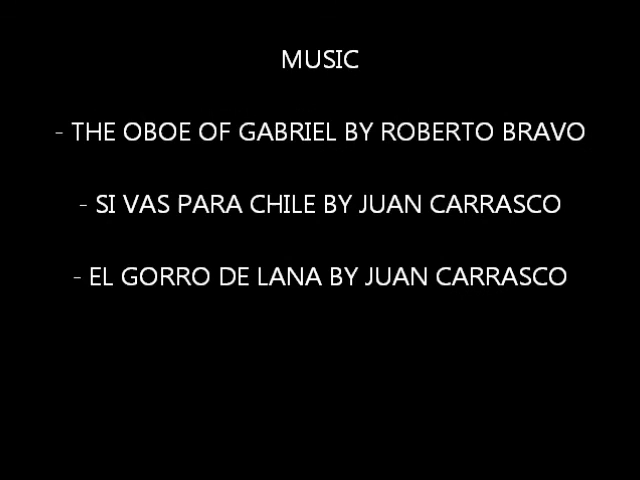 MUSIC
- THE OBOE OF GABRIEL BY ROBERTO BRAVO
- SI VAS PARA CHILE BY JUAN CARRASCO
- EL GORRO DE LANA BY JUAN CARRASCO